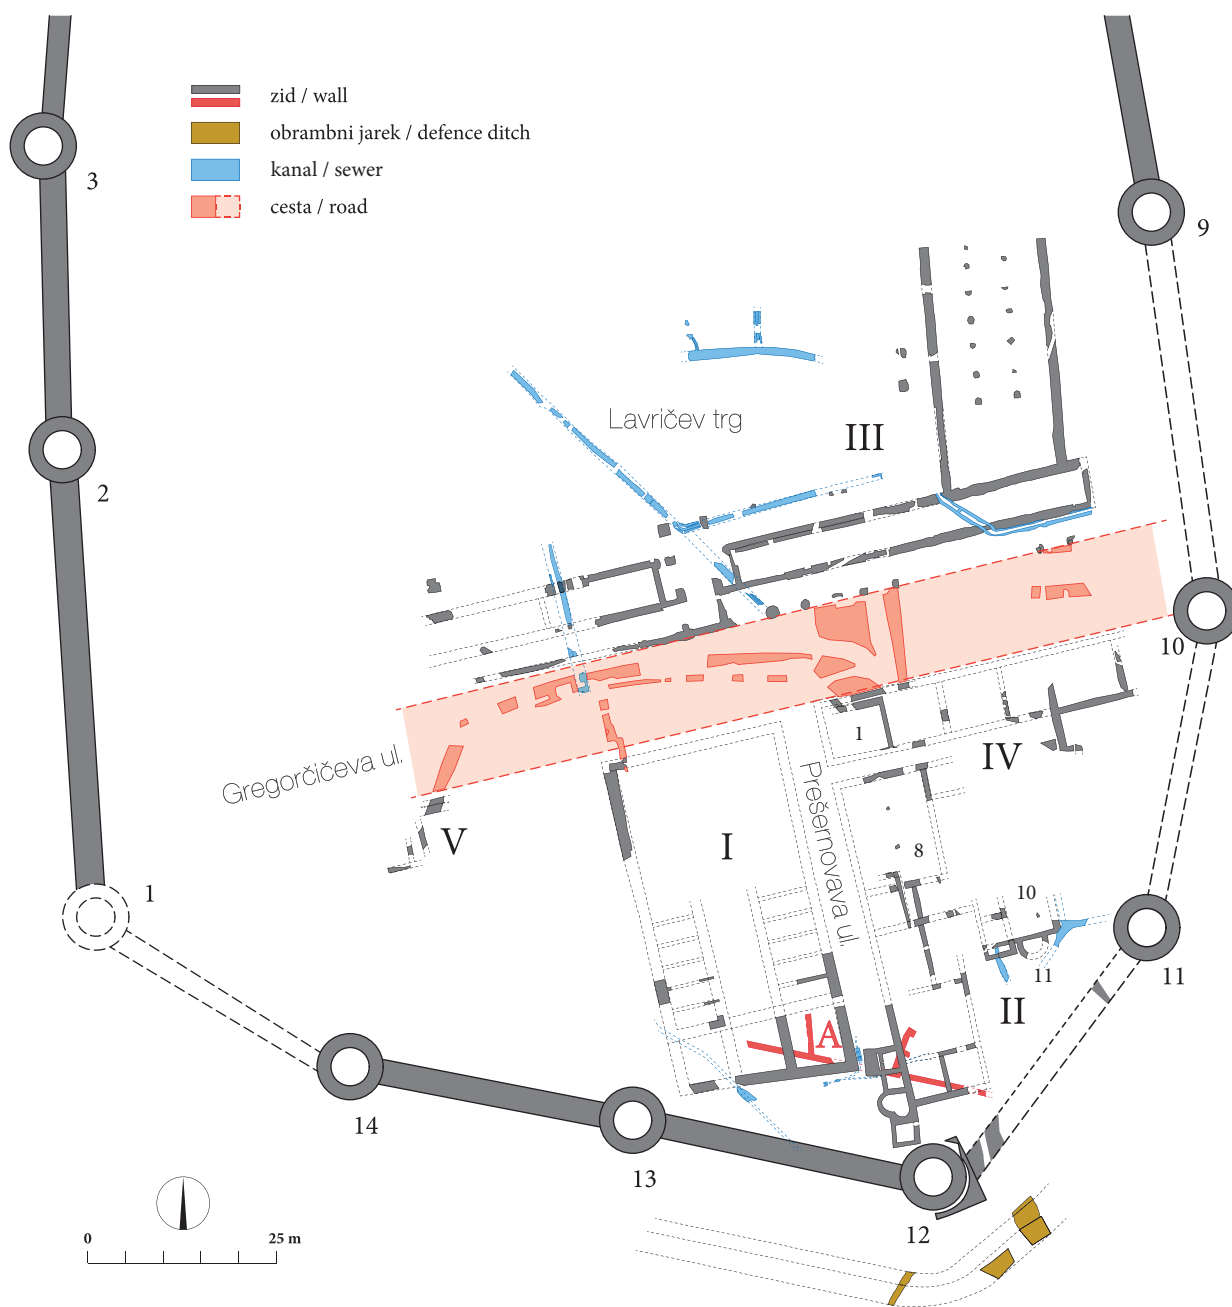 zid / wall
obrambni jarek / defence ditch
kanal / sewer
cesta / road
3
9
Lavričev trg
III
2
10
1
IV
Gregorčičeva ul.
Prešernovava ul.
V
I
8
1
10
11
11
II
A
14
13
12
0
25 m